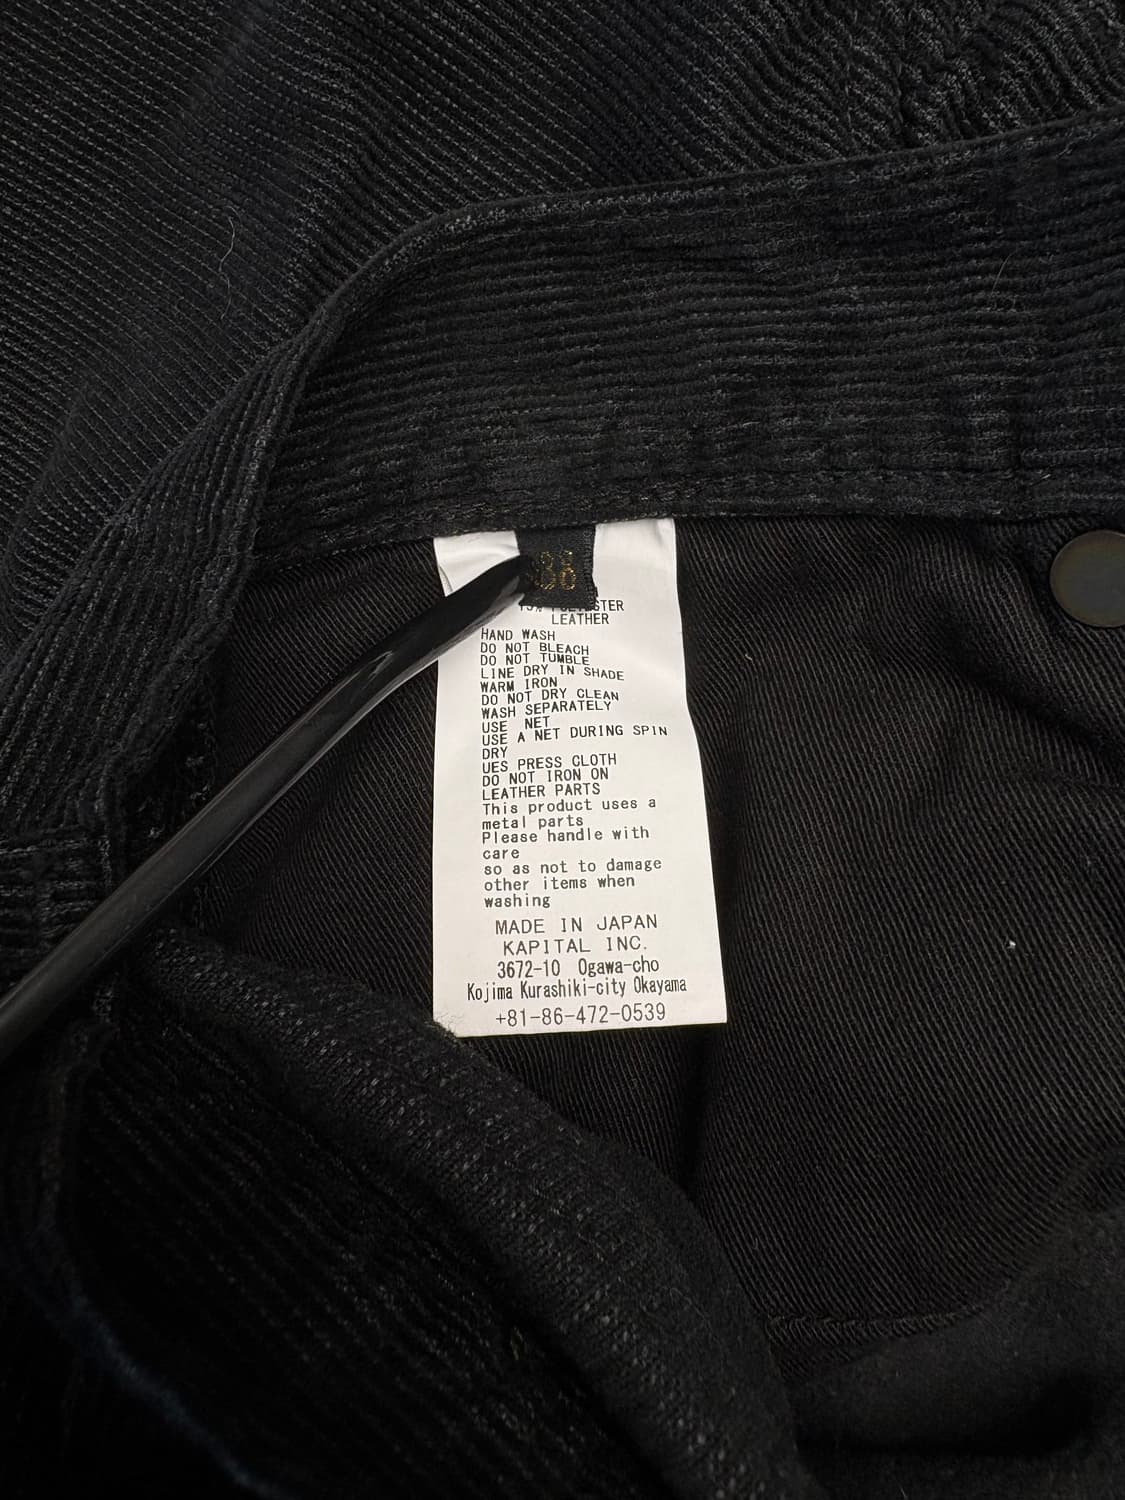 POLYESTER
LEATHER
HAND WASH
DO NOT BLEACH
DO NOT TUMBLE
LINE DRY IN SHADE
WARM IRON
DO NOT DRY CLEAN
WASH SEPARATELY
USE NET
USE A NET DURING SPIN
DRY
UES PRESS CLOTH
DO NOT IRON ON
LEATHER PARTS
This product uses a
metal parts
Please handle with
care
so as not to damage
other items when
washing
MADE IN JAPAN
KAPITAL INC.
3672-10 Ogawa-cho
Kojima Kurashiki-city Okayama
+81-86-472-0539